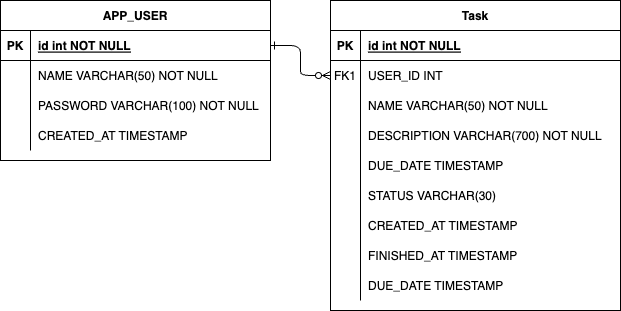 APP_USER
PK id int NOT NULL
NAME VARCHAR(50) NOT NULL
PASSWORD VARCHAR(100) NOT NULL
CREATED_AT TIMESTAMP
Task
PK id int NOT NULL
FK1 USER_ID INT
NAME VARCHAR(50) NOT NULL
DESCRIPTION VARCHAR(700) NOT NULL
DUE_DATE TIMESTAMP
STATUS VARCHAR(30)
CREATED_AT TIMESTAMP
FINISHED_AT TIMESTAMP
DUE_DATE TIMESTAMP